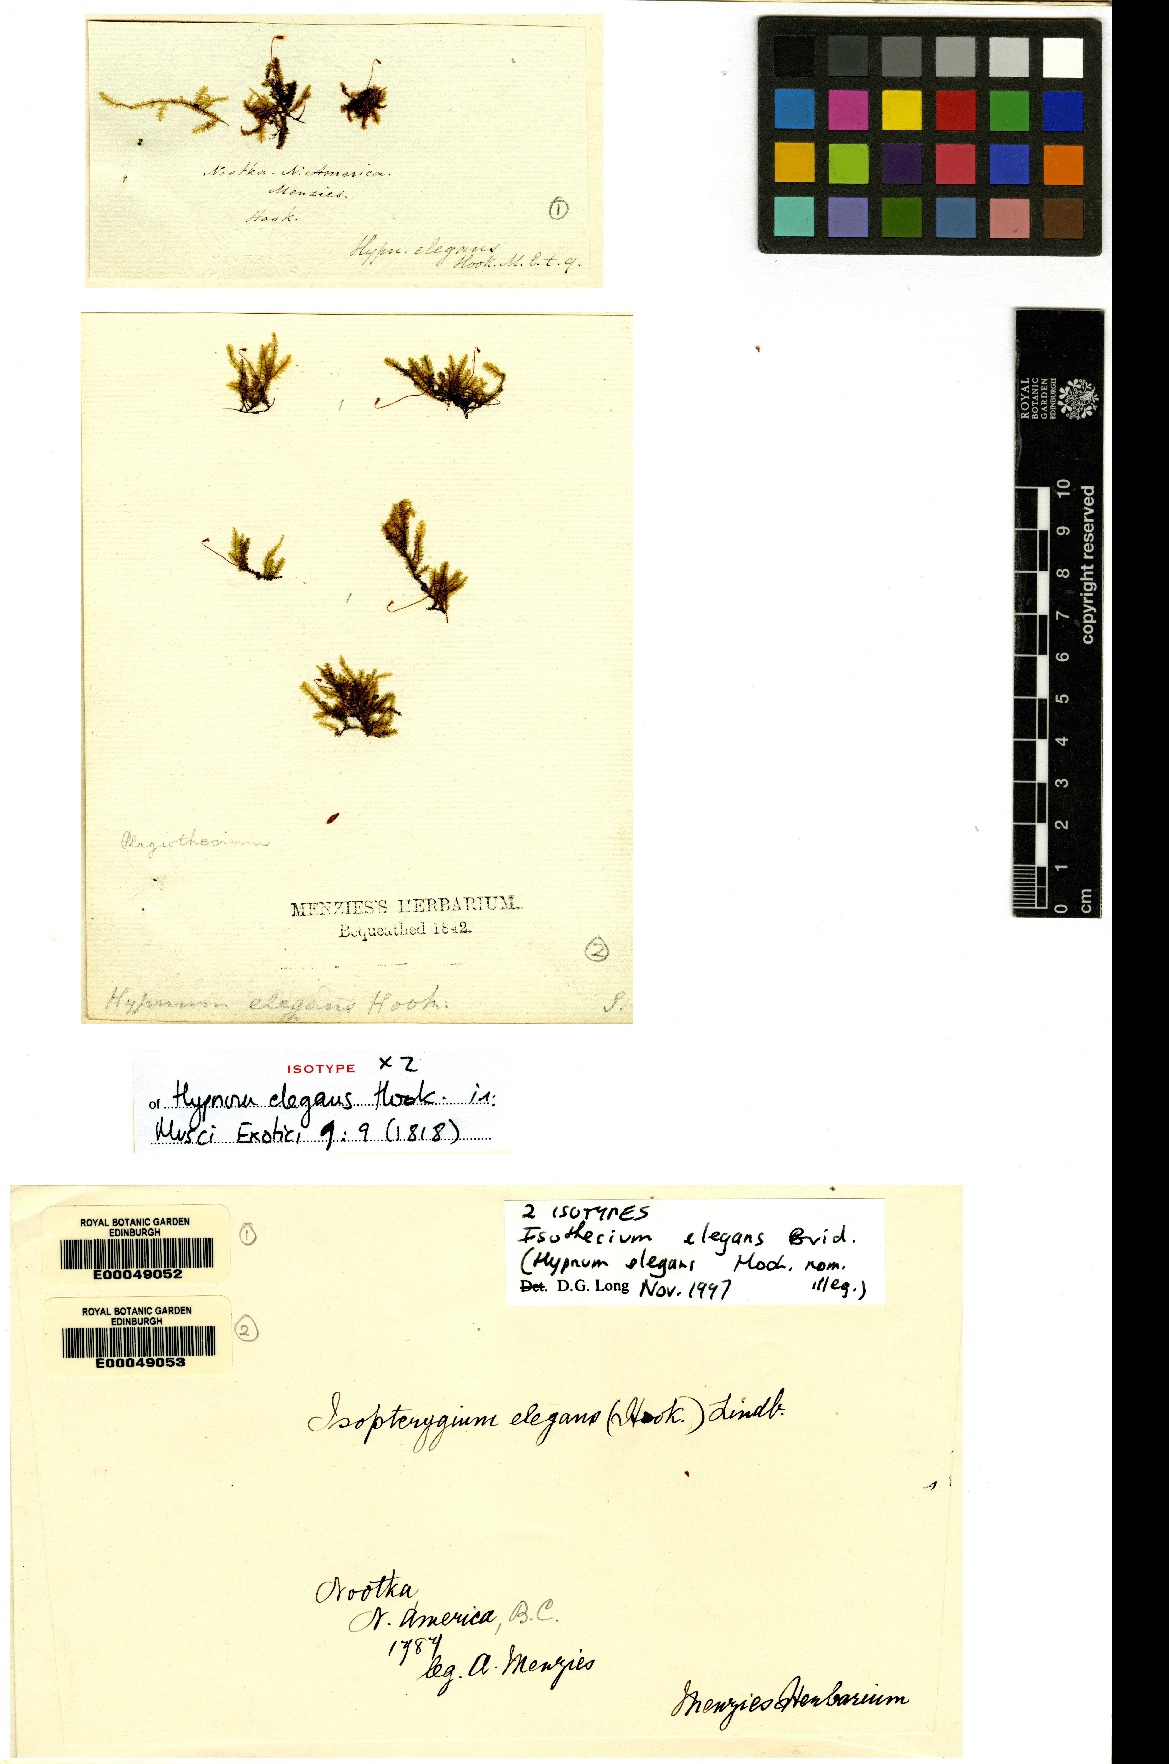 Nootka. N. America.
Menzies.
Hook.
1
Hypn. elegans
Hook. M. E. t. 9.
Plagiothecium
MENZIES'S HERBARIUM.
Bequeathed 1842.
2
Hypnum elegans Hook.
S.
ISOTYPE x 2
of Hypnum elegans Hook. in:
Musci Exotici 9: 9 (1818)
ROYAL BOTANIC GARDEN
EDINBURGH
E00049052
1
ROYAL BOTANIC GARDEN
EDINBURGH
E00049053
2
2 ISOTYPES
Isothecium elegans Brid.
(Hypnum elegans Hook. nom.
illeg.)
Det. D.G. Long Nov. 1997
Isopterygium elegans (Hook.) Lindb.
Nootka
N. America, B.C.
1787
leg. A. Menzies
Menzies Herbarium
ROYAL
BOTANIC
GARDEN
EDINBURGH
0 1 2 3 4 5 6 7 8 9 10
cm
copyright reserved